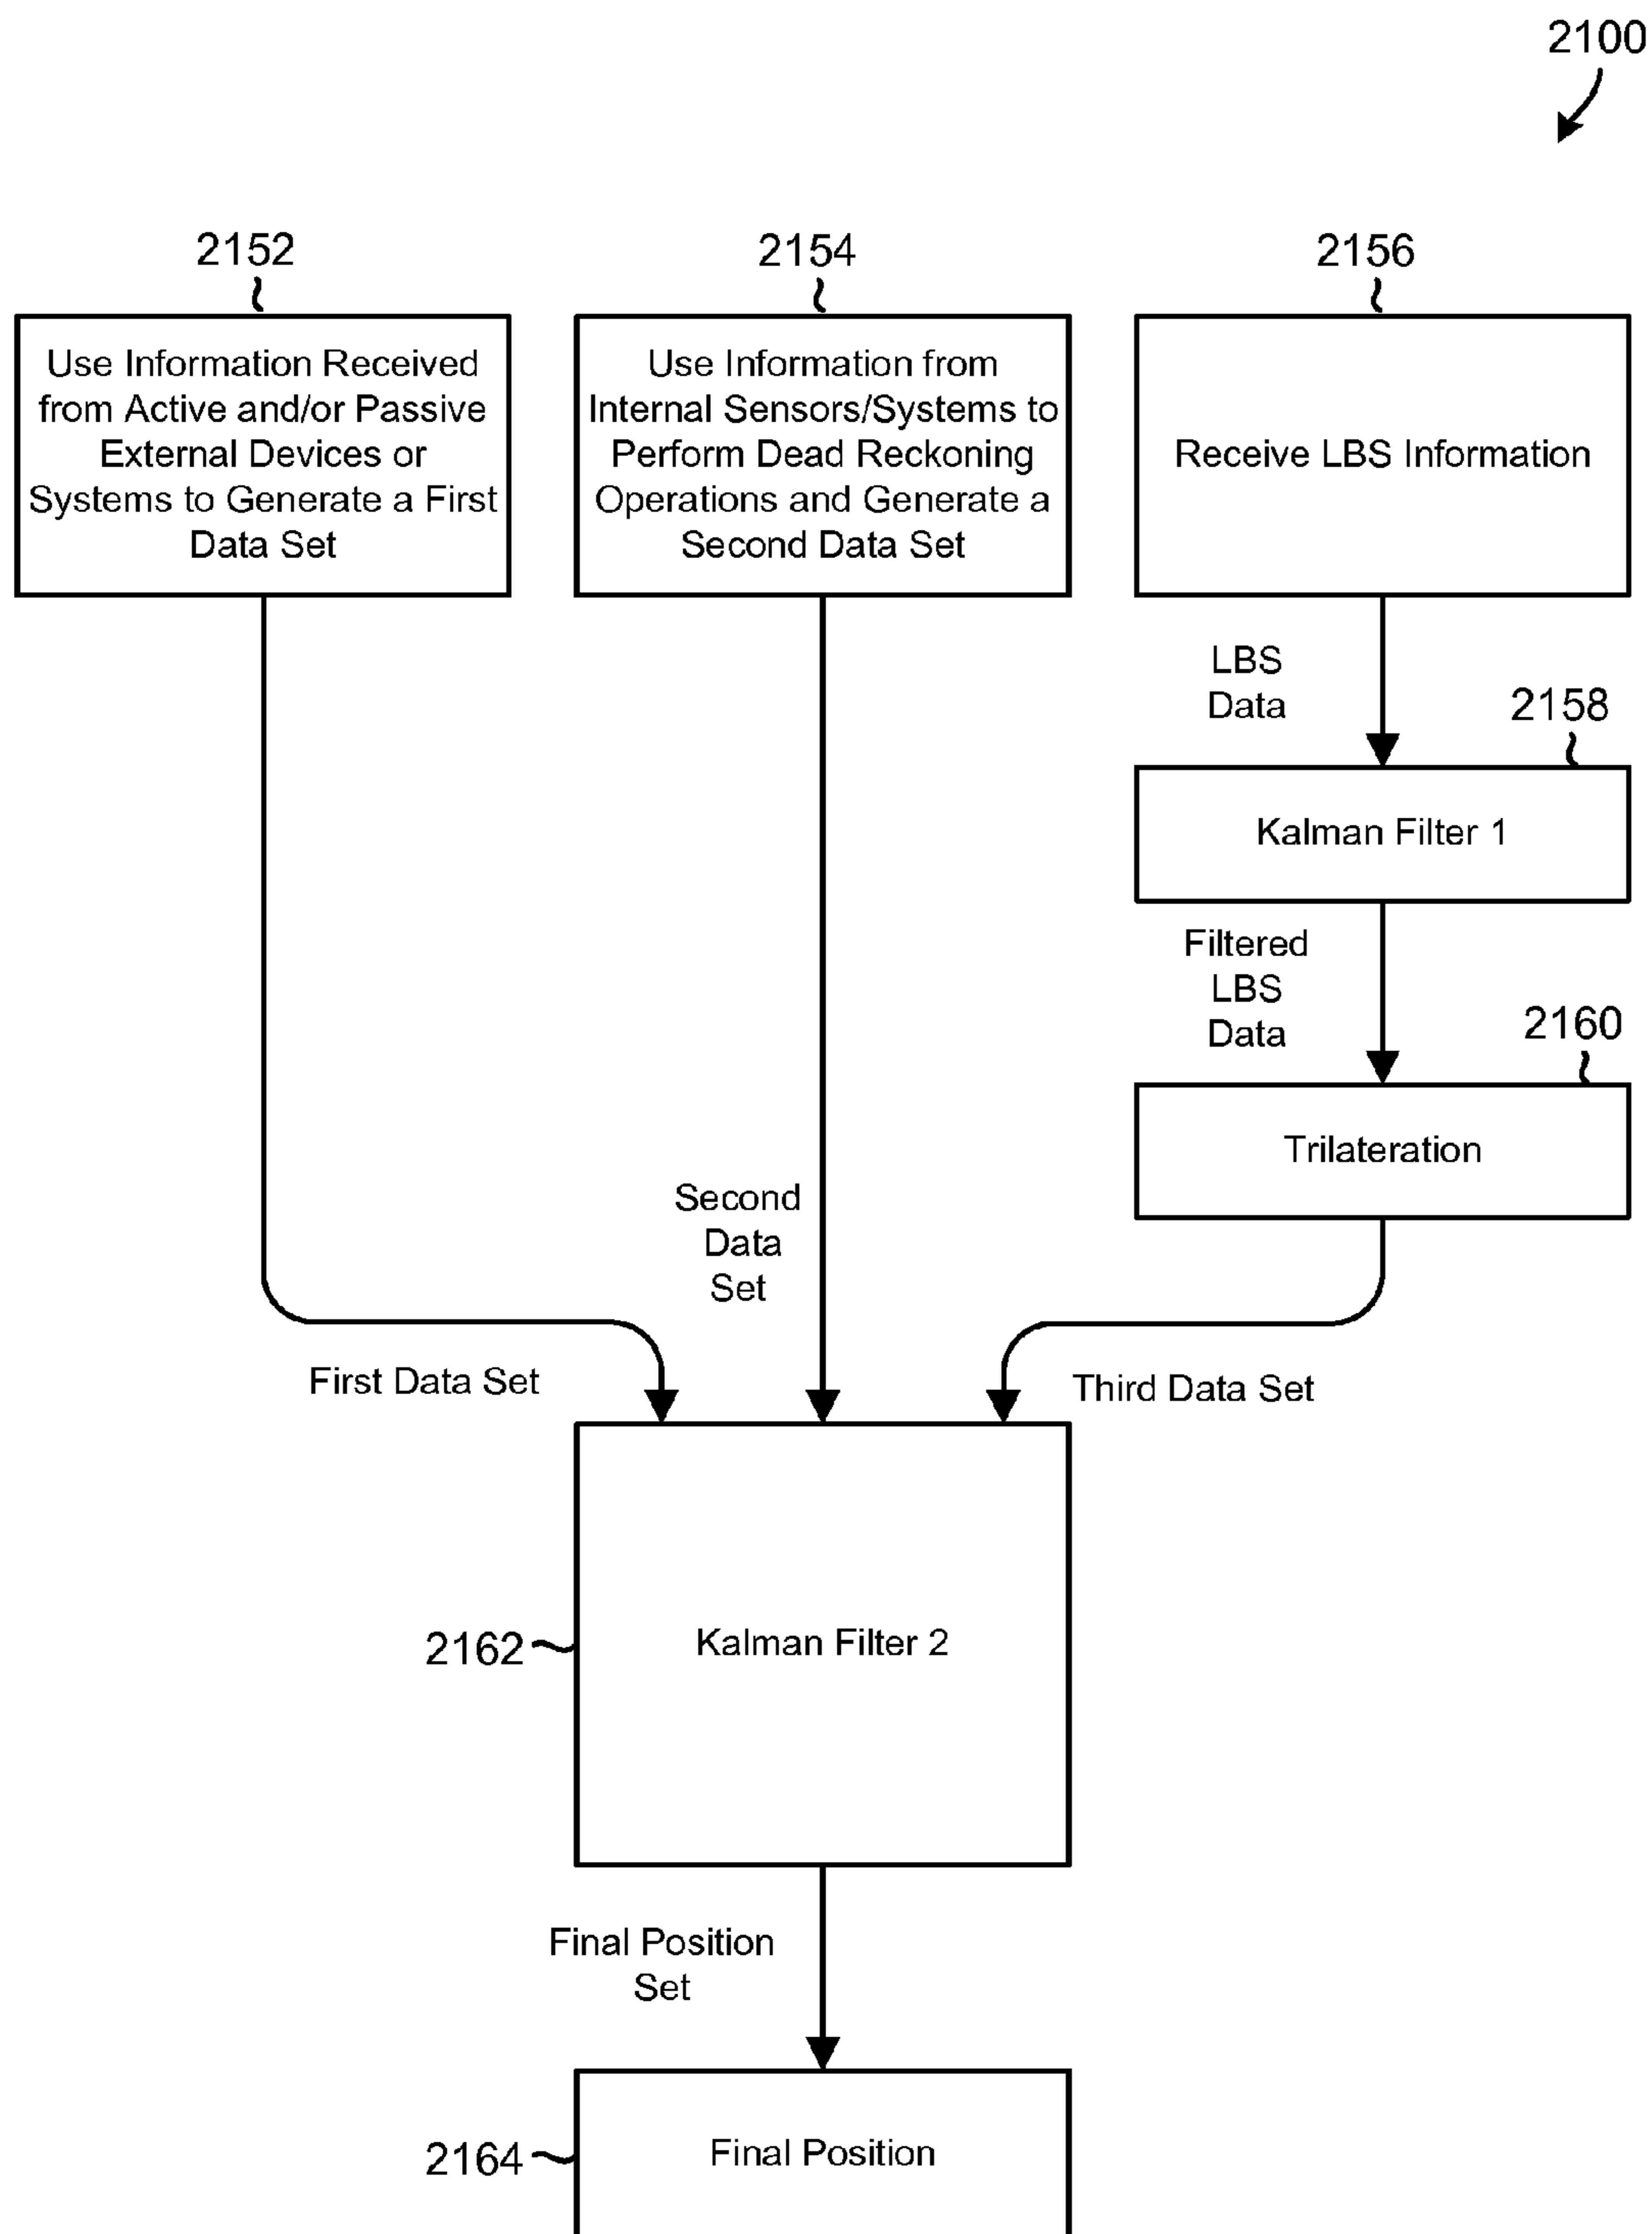 2100
2152
2154
2156
Use Information Received
from Active and/or Passive
External Devices or
Systems to Generate a First
Data Set
Use Information from
Internal Sensors/Systems to
Perform Dead Reckoning
Operations and Generate a
Second Data Set
Receive LBS Information
LBS
Data
2158
Kalman Filter 1
Filtered
LBS
Data
2160
Trilateration
Second
Data
Set
First Data Set
Third Data Set
2162
Kalman Filter 2
Final Position
Set
2164
Final Position